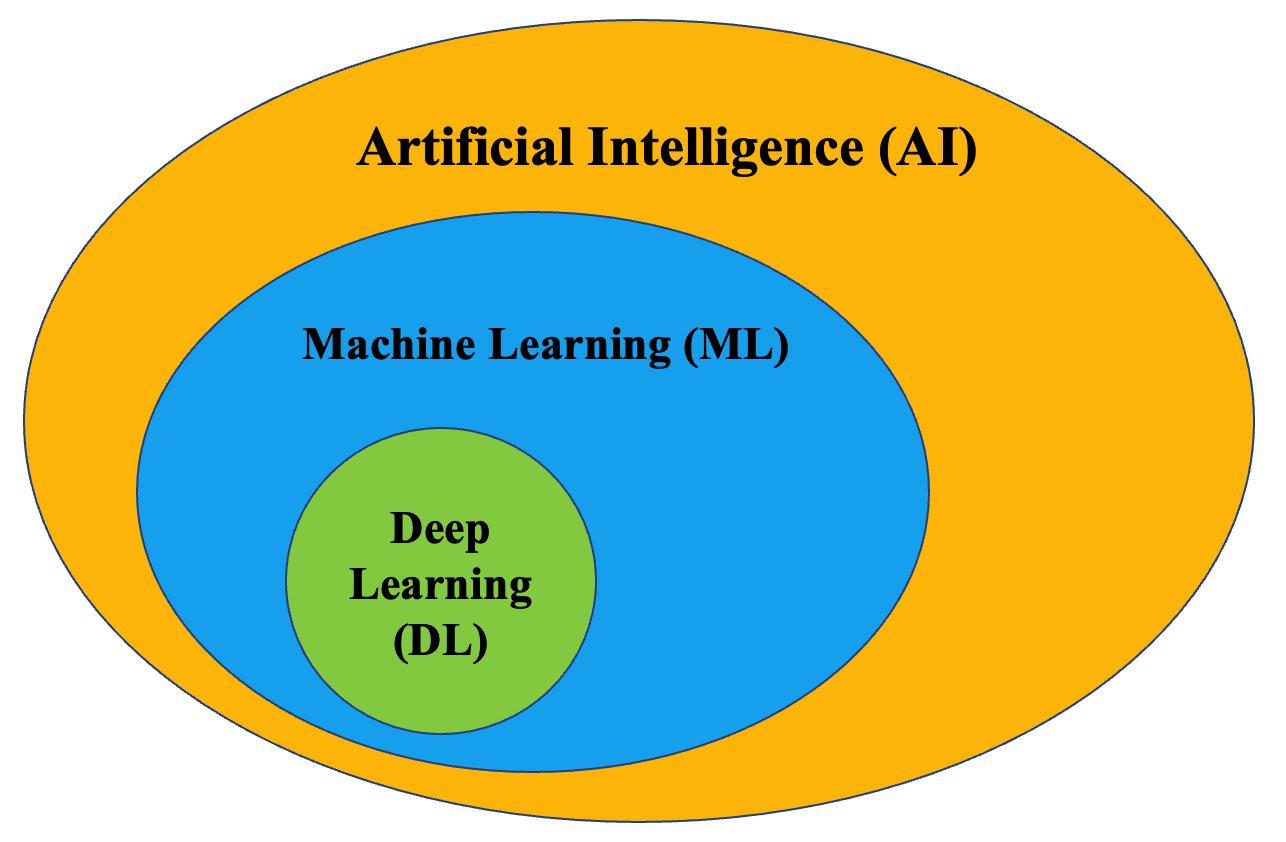 Artificial Intelligence (AI)
Machine Learning (ML)
Deep
Learning
(DL)